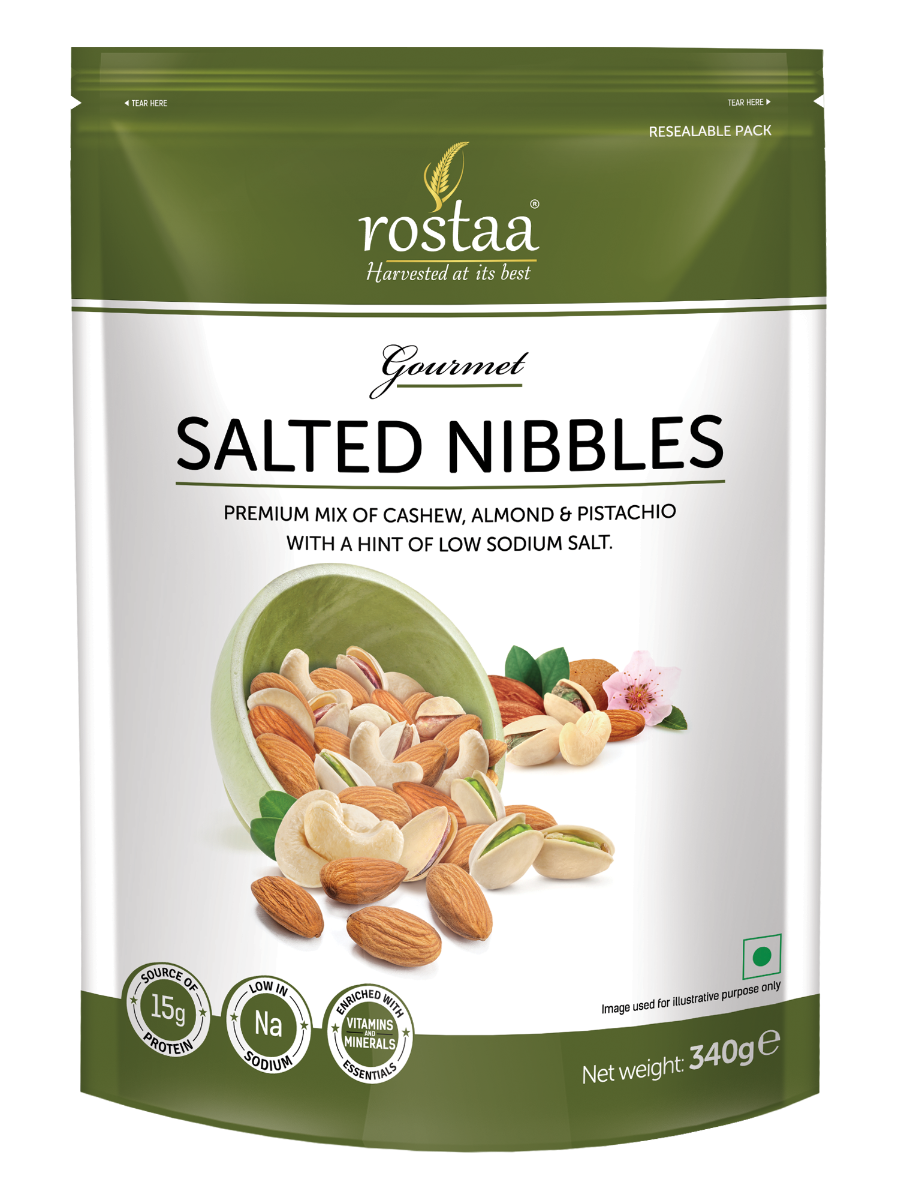 TEAR HERE
TEAR HERE
RESEALABLE PACK
rostaa®
Harvested at its best
Gourmet
SALTED NIBBLES
PREMIUM MIX OF CASHEW, ALMOND & PISTACHIO
WITH A HINT OF LOW SODIUM SALT.
SOURCE OF
15g
PROTEIN
LOW IN
Na
SODIUM
ENRICHED WITH
VITAMINS
AND
MINERALS
ESSENTIALS
Image used for illustrative purpose only
Net weight: 340g ℮